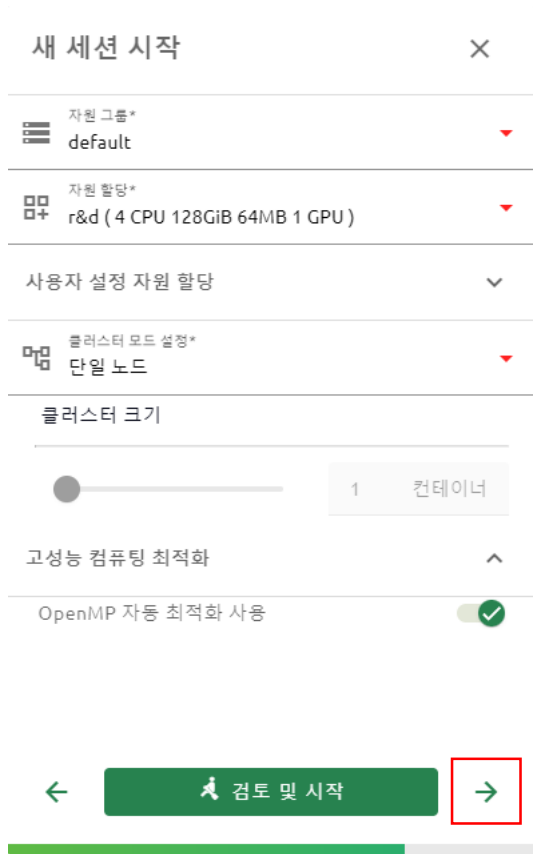 새 세션 시작
자원 그룹*
default
자원 할당*
r&d ( 4 CPU 128GiB 64MB 1 GPU )
사용자 설정 자원 할당
클러스터 모드 설정*
단일 노드
클러스터 크기
1 컨테이너
고성능 컴퓨팅 최적화
OpenMP 자동 최적화 사용
검토 및 시작